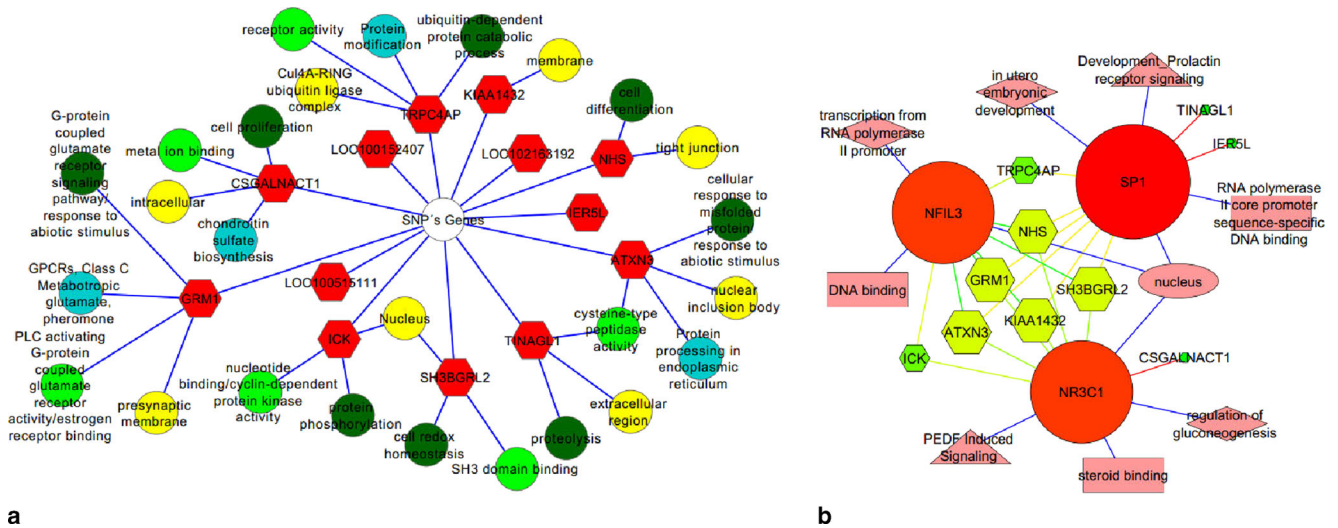 receptor activity
Protein
modification
ubiquitin-dependent
protein catabolic
process
membrane
Cul4A-RING
ubiquitin ligase
complex
TRPC4AP
KIAA1432
cell
differentiation
G-protein
coupled
glutamate
receptor
signaling
pathway/
response to
abiotic stimulus
cell proliferation
metal ion binding
LOC100152407
LOC102163192
NHS
tight junction
CSGALNACT1
intracellular
chondroitin
sulfate
biosynthesis
SNP's Genes
IER5L
cellular
response to
misfolded
protein/
response to
abiotic stimulus
ATXN3
GPCRs, Class C
Metabotropic
glutamate,
pheromone
PLC activating
GRM1
LOC100515111
nuclear
inclusion body
G-protein
coupled
glutamate
receptor
activity/estrogen
receptor binding
presynaptic
membrane
ICK
Nucleus
TINAGL1
cysteine-type
peptidase
activity
Protein
processing in
endoplasmic
reticulum
nucleotide
binding/cyclin-dependent
protein kinase
activity
SH3BGRL2
protein
phosphorylation
extracellular
region
cell redox
homeostasis
proteolysis
SH3 domain binding
a
Development_Prolactin
receptor signaling
in utero
embryonic
development
TINAGL1
transcription from
RNA polymerase
II promoter
IER5L
TRPC4AP
SP1
NFIL3
RNA polymerase
II core promoter
sequence-specific
DNA binding
NHS
DNA binding
GRM1
SH3BGRL2
nucleus
KIAA1432
ATXN3
ICK
CSGALNACT1
NR3C1
regulation of
gluconeogenesis
PEDF Induced
Signaling
steroid binding
b